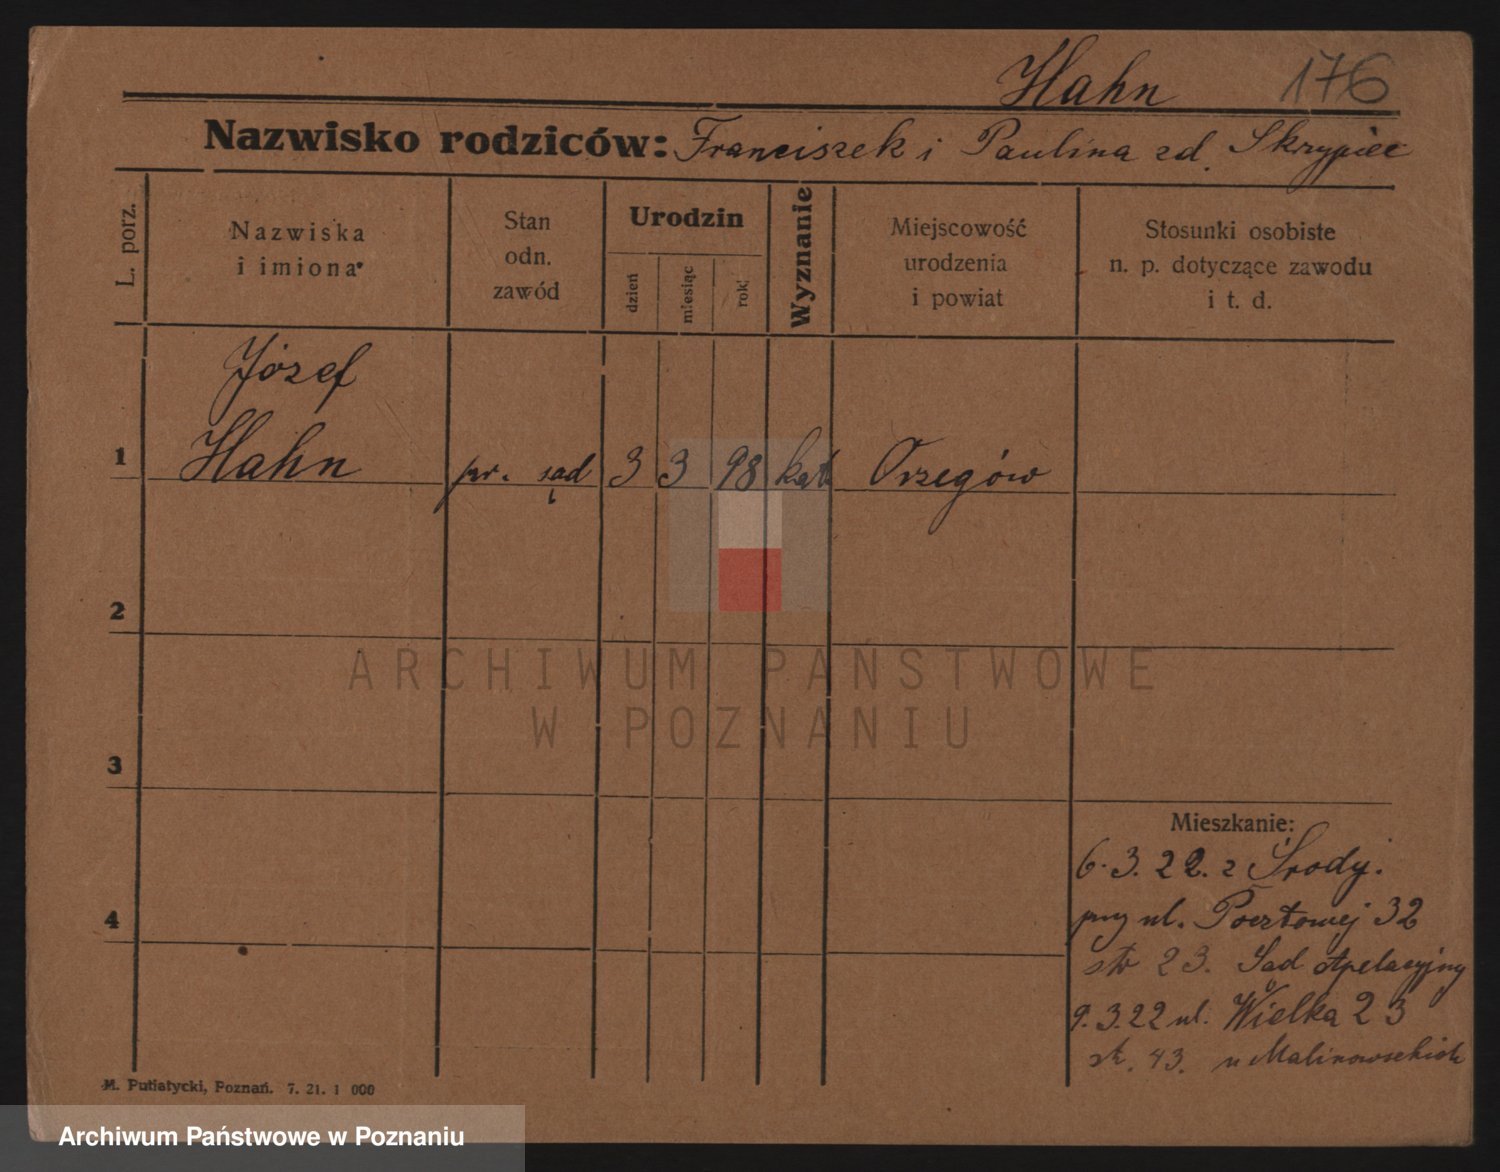 Hahn 176
Nazwisko rodziców: Franciszek i Paulina zd. Skrzypiec
L. porz.
Nazwiska
i imiona
Stan
odn.
zawód
Urodzin
dzień
miesiąc
rok
Wyznanie
Miejscowość
urodzenia
i powiat
Stosunki osobiste
n. p. dotyczące zawodu
i t. d.
Józef
1 Hahn pr. sąd 3 3 98 kat Orzegów
2
ARCHIWUM PAŃSTWOWE
W POZNANIU
3
Mieszkanie:
6.3.22. z Środy.
przy ul. Pocztowej 32
str 23. Sąd Apelacyjny
4
9.3.22 ul. Wielka 23
43. u Malinowskich
M. Putiatycki, Poznań. 7. 21. 1 000
Archiwum Państwowe w Poznaniu